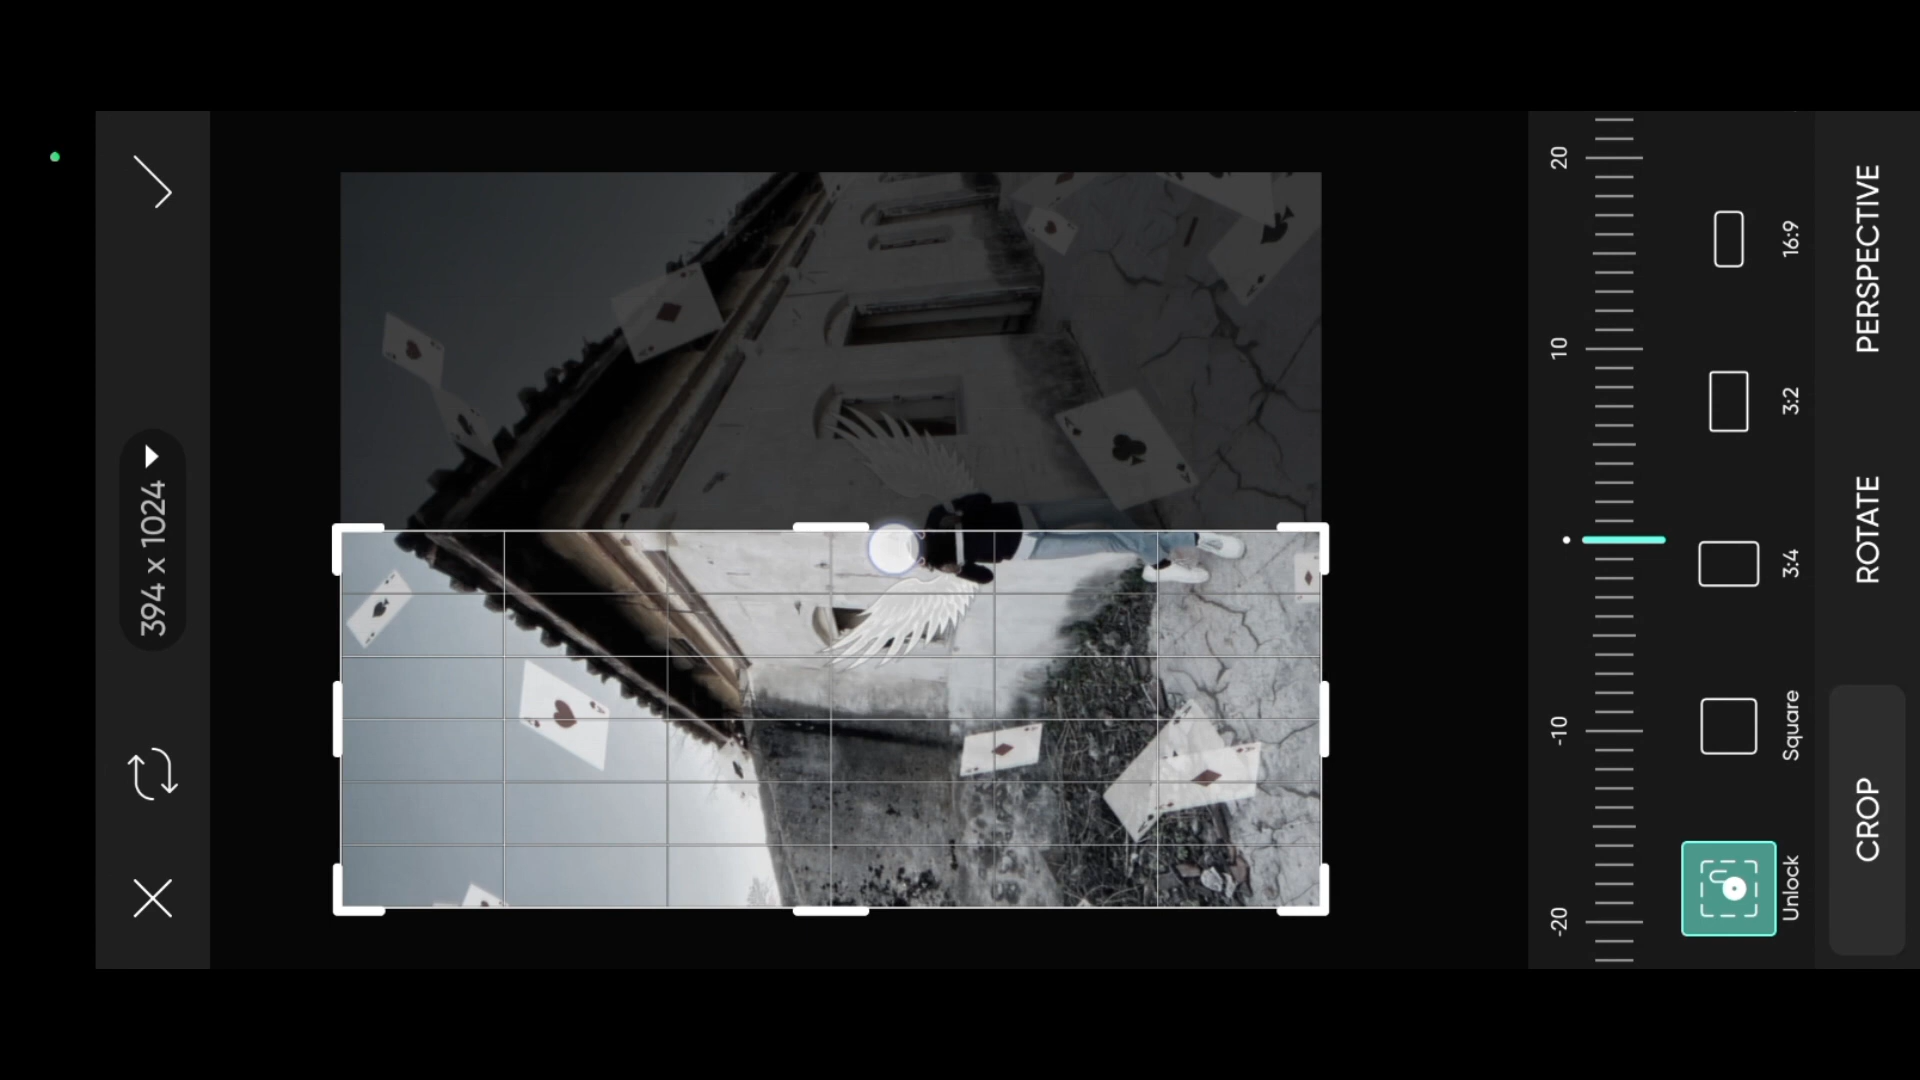 394 x 1024
-20
-10
10
20
Unlock
Square
3:4
3:2
16:9
CROP
ROTATE
PERSPECTIVE